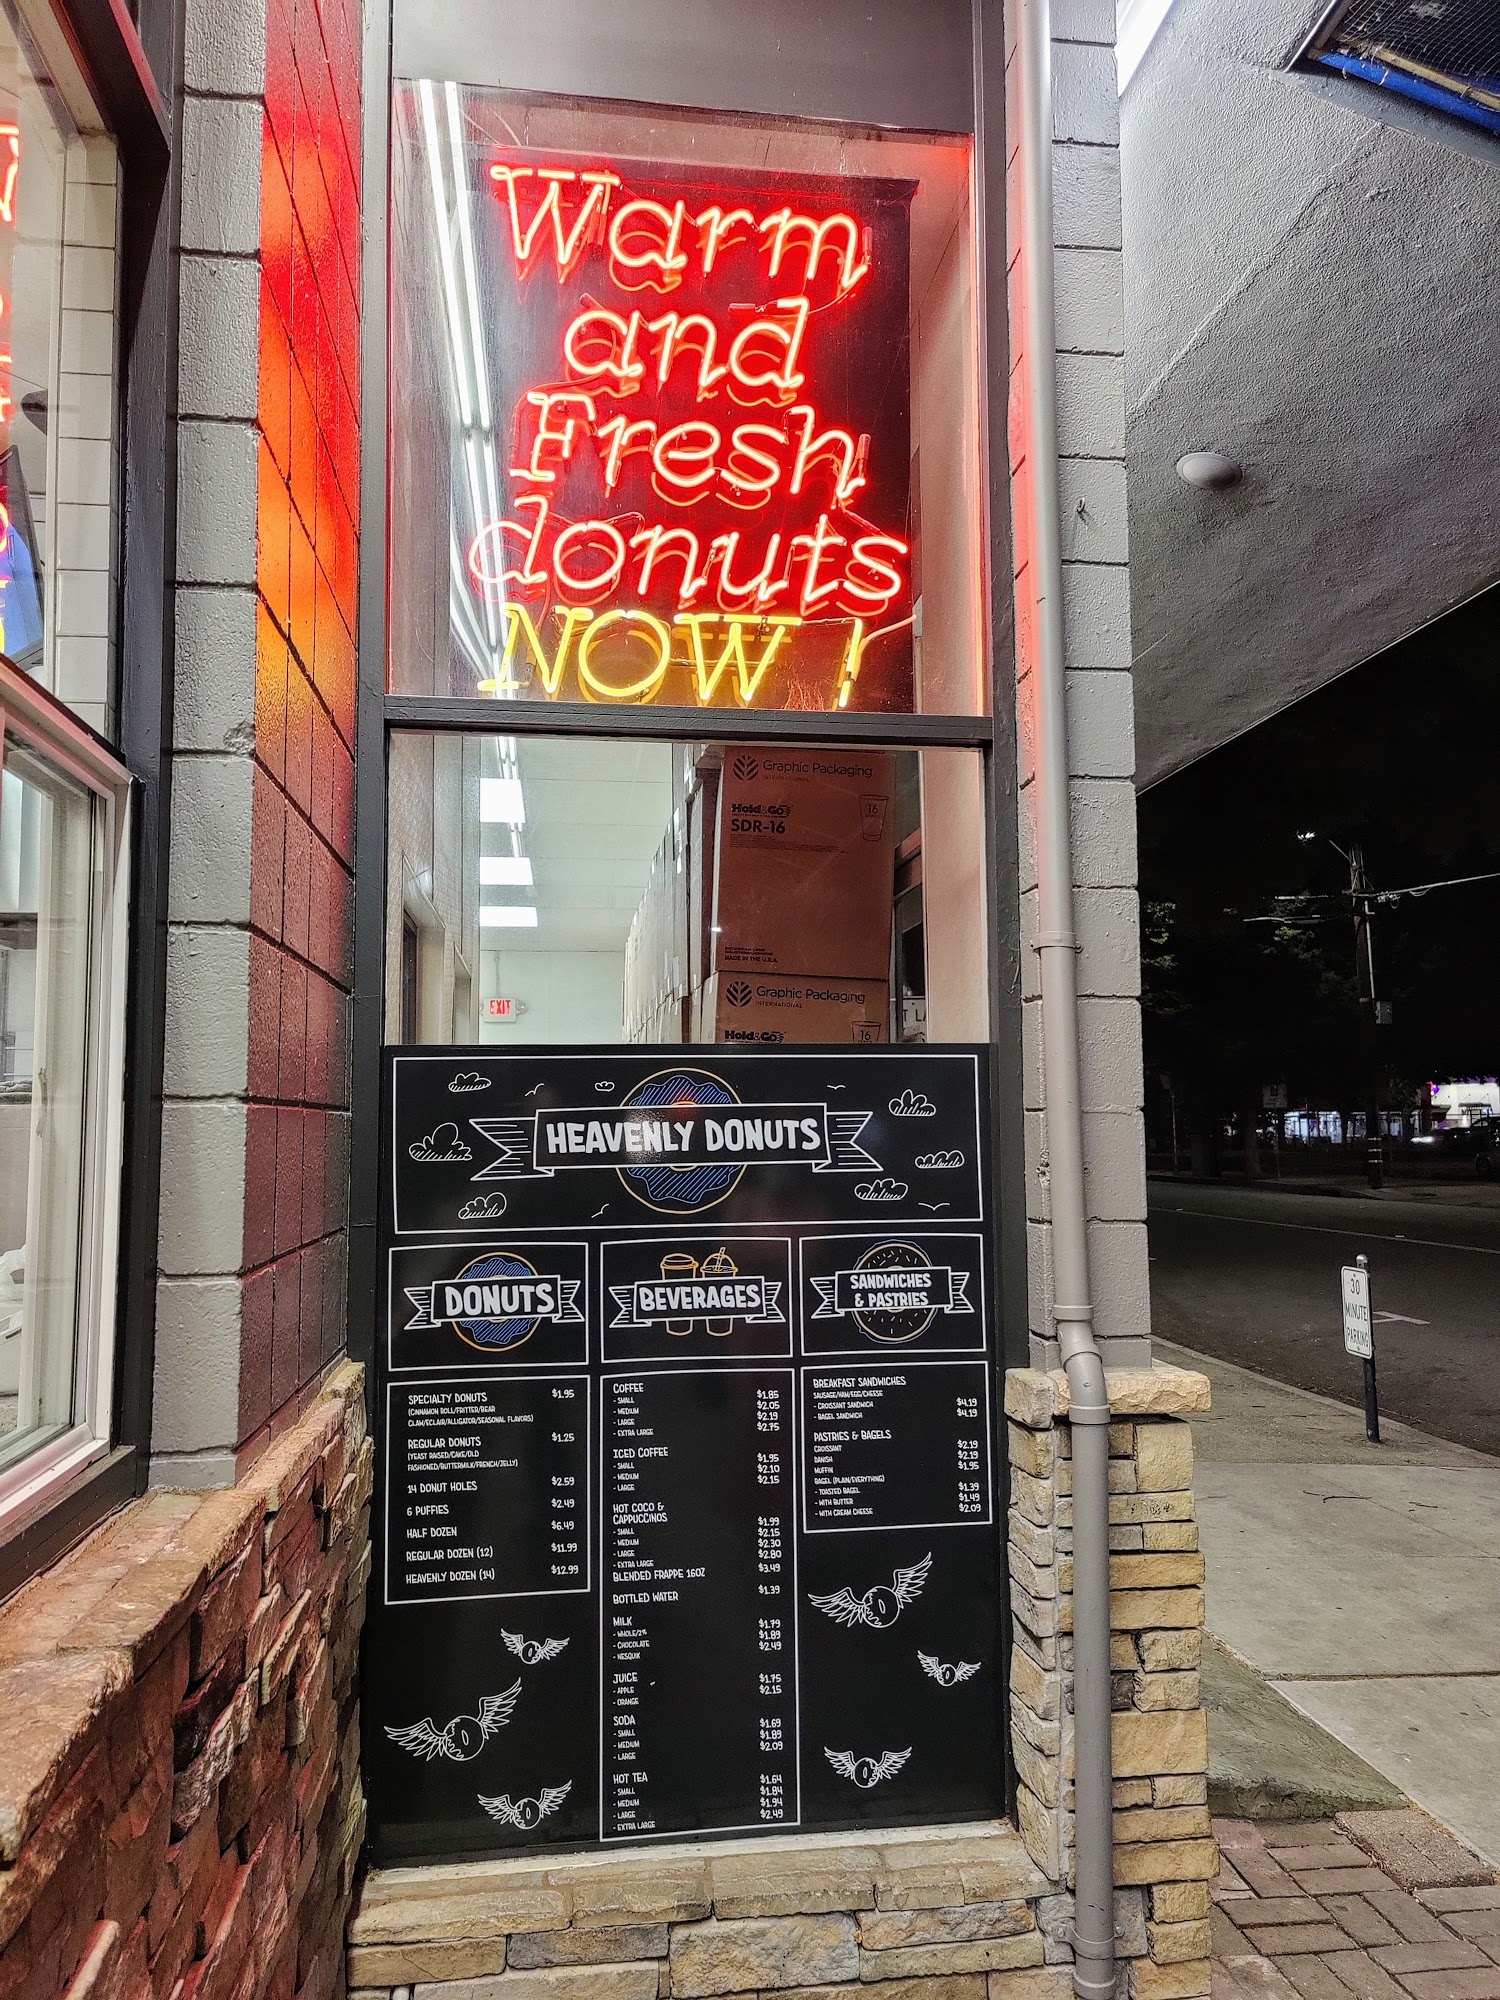 Warm
and
Fresh
donuts
NOW !
Graphic Packaging
INTERNATIONAL
Hold&Go
SDR-16
16
MADE IN THE U.S.A.
Graphic Packaging
INTERNATIONAL
Hold&Go
16
EXIT
HEAVENLY DONUTS
DONUTS
SPECIALTY DONUTS $1.95
(CINNAMON ROLL/FRITTER/BEAR
CLAW/ECLAIR/ALLIGATOR/SEASONAL FLAVORS)
REGULAR DONUTS $1.25
(YEAST RAISED/CAKE/OLD
FASHIONED/BUTTERMILK/FRENCH/JELLY)
14 DONUT HOLES $2.59
6 PUFFIES $2.49
HALF DOZEN $6.49
REGULAR DOZEN (12) $11.99
HEAVENLY DOZEN (14) $12.99
BEVERAGES
COFFEE
- SMALL $1.85
- MEDIUM $2.05
- LARGE $2.19
- EXTRA LARGE $2.75
ICED COFFEE
- SMALL $1.95
- MEDIUM $2.10
- LARGE $2.15
HOT COCO &
CAPPUCCINOS
- SMALL $1.99
- MEDIUM $2.15
- LARGE $2.30
- EXTRA LARGE $2.80
BLENDED FRAPPE 16OZ $3.49
BOTTLED WATER $1.39
MILK
- WHOLE/2% $1.79
- CHOCOLATE $1.89
- NESQUIK $2.49
JUICE
- APPLE $1.75
- ORANGE $2.15
SODA
- SMALL $1.69
- MEDIUM $1.89
- LARGE $2.09
HOT TEA
- SMALL $1.64
- MEDIUM $1.84
- LARGE $1.94
- EXTRA LARGE $2.49
SANDWICHES
& PASTRIES
BREAKFAST SANDWICHES
SAUSAGE/HAM/EGG/CHEESE
- CROISSANT SANDWICH $4.19
- BAGEL SANDWICH $4.19
PASTRIES & BAGELS
CROISSANT $2.19
DANISH $2.19
MUFFIN $1.95
BAGEL (PLAIN/EVERYTHING)
- TOASTED BAGEL $1.39
- WITH BUTTER $1.49
- WITH CREAM CHEESE $2.09
30
MINUTE
PARKING